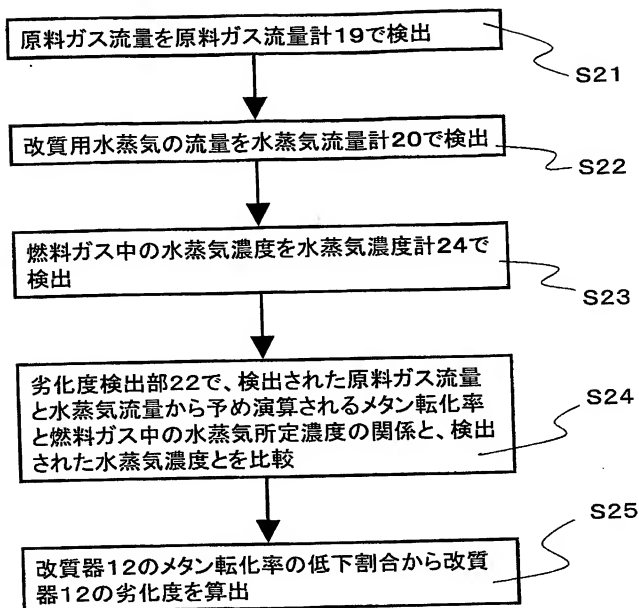 原料ガス流量を原料ガス流量計19で検出
S21
改質用水蒸気の流量を水蒸気流量計20で検出
S22
燃料ガス中の水蒸気濃度を水蒸気濃度計24で
検出
S23
劣化度検出部22で、検出された原料ガス流量
と水蒸気流量から予め演算されるメタン転化率
と燃料ガス中の水蒸気所定濃度の関係と、検出
された水蒸気濃度とを比較
S24
改質器12のメタン転化率の低下割合から改質
器12の劣化度を算出
S25